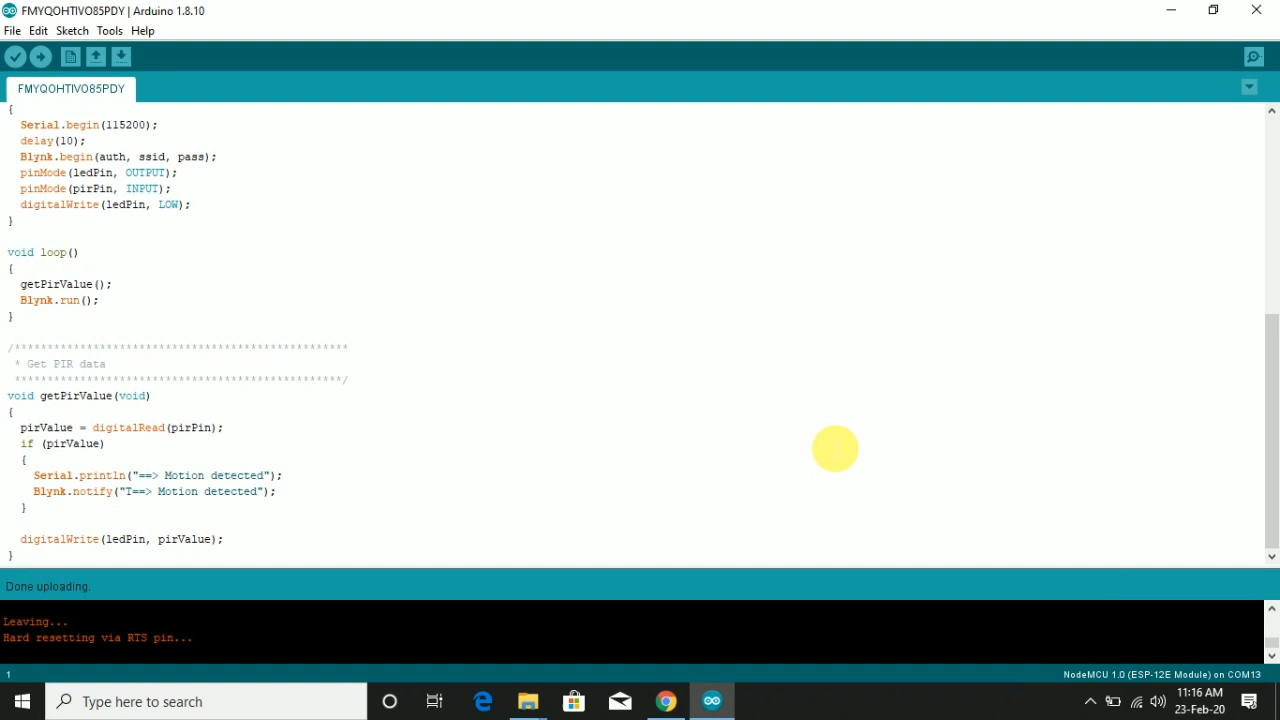 FMYQOHTIVO85PDY | Arduino 1.8.10
File Edit Sketch Tools Help
FMYQOHTIVO85PDY
{
Serial.begin(115200);
delay(10);
Blynk.begin(auth, ssid, pass);
pinMode(ledPin, OUTPUT);
pinMode(pirPin, INPUT);
digitalWrite(ledPin, LOW);
}
void loop()
{
getPirValue();
Blynk.run();
}
/***************************************************
* Get PIR data
**************************************************/
void getPirValue(void)
{
pirValue = digitalRead(pirPin);
if (pirValue)
{
Serial.println("==> Motion detected");
Blynk.notify("T==> Motion detected");
}
digitalWrite(ledPin, pirValue);
}
Done uploading.
Leaving...
Hard resetting via RTS pin...
1
NodeMCU 1.0 (ESP-12E Module) on COM13
Type here to search
11:16 AM
23-Feb-20